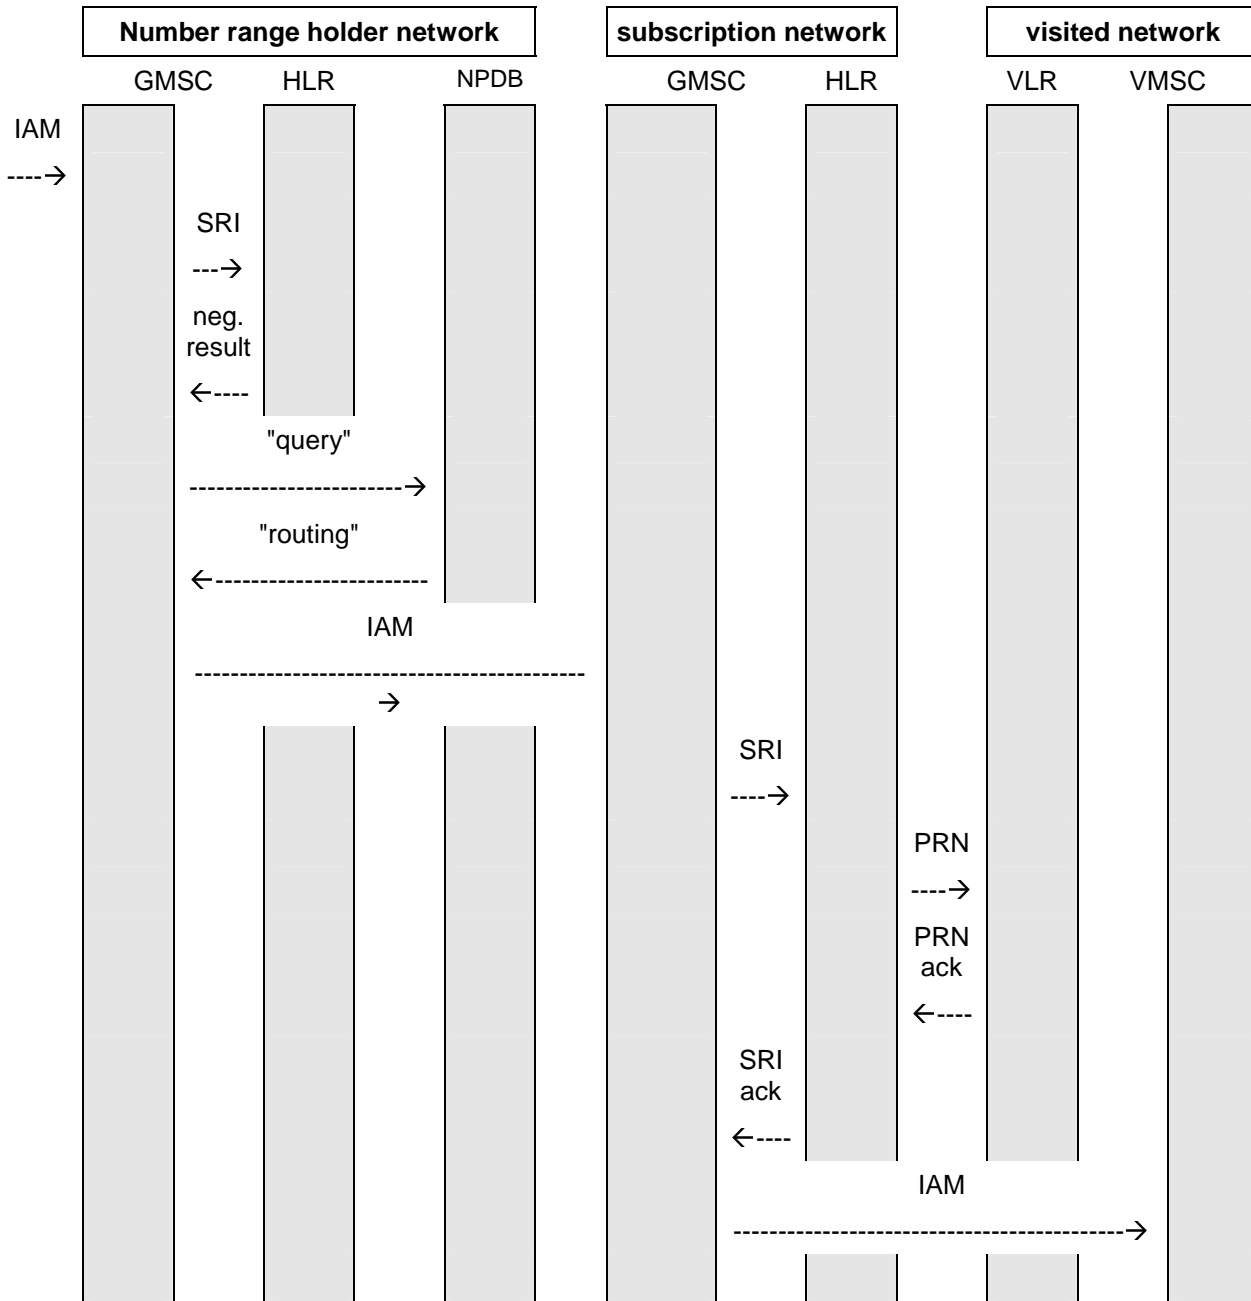 Number range holder network
subscription network
visited network
GMSC
HLR
NPDB
GMSC
HLR
VLR
VMSC
IAM
---->
SRI
--->
neg.
result
<----
"query"
------------------------>
"routing"
<------------------------
IAM
--------------------------------------------
>
SRI
---->
PRN
---->
PRN
ack
<----
SRI
ack
<----
IAM
-------------------------------------------->